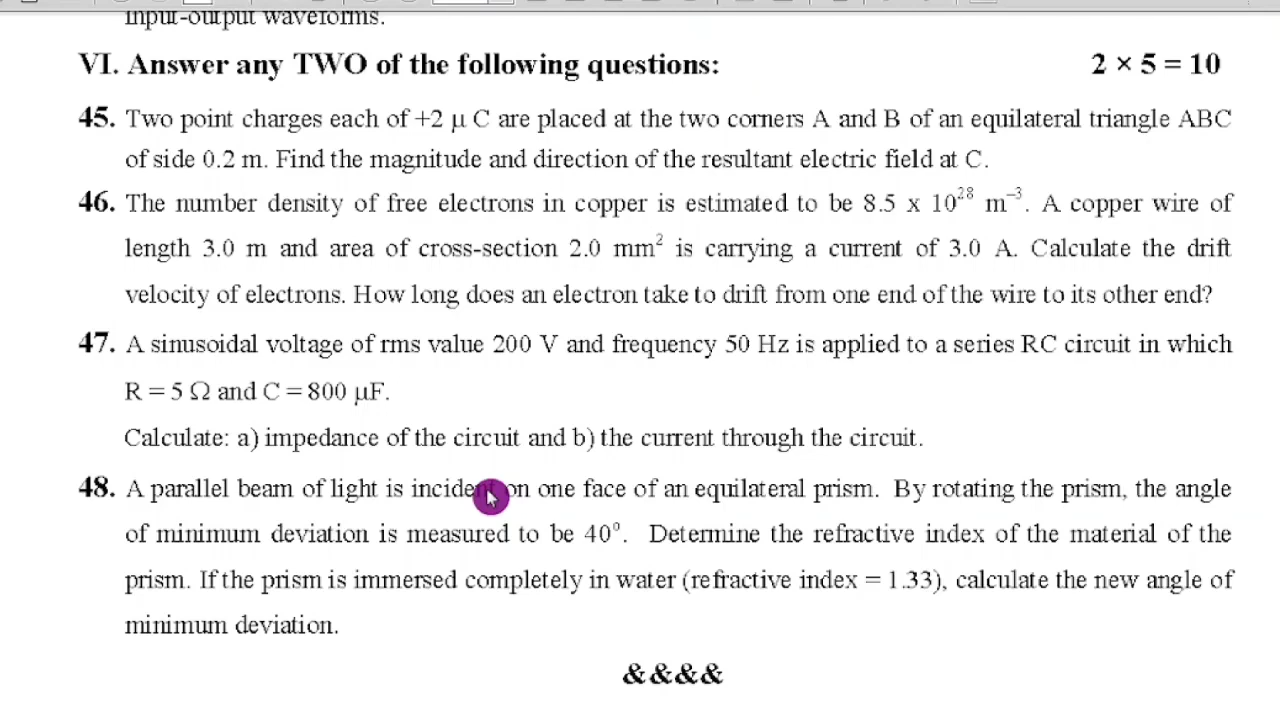 input-output waveforms.
VI. Answer any TWO of the following questions: 2 × 5 = 10
45. Two point charges each of +2 μ C are placed at the two corners A and B of an equilateral triangle ABC
of side 0.2 m. Find the magnitude and direction of the resultant electric field at C.
46. The number density of free electrons in copper is estimated to be 8.5 x 10²⁸ m⁻³. A copper wire of
length 3.0 m and area of cross-section 2.0 mm² is carrying a current of 3.0 A. Calculate the drift
velocity of electrons. How long does an electron take to drift from one end of the wire to its other end?
47. A sinusoidal voltage of rms value 200 V and frequency 50 Hz is applied to a series RC circuit in which
R = 5 Ω and C = 800 μF.
Calculate: a) impedance of the circuit and b) the current through the circuit.
48. A parallel beam of light is incident on one face of an equilateral prism. By rotating the prism, the angle
of minimum deviation is measured to be 40°. Determine the refractive index of the material of the
prism. If the prism is immersed completely in water (refractive index = 1.33), calculate the new angle of
minimum deviation.
&&&&